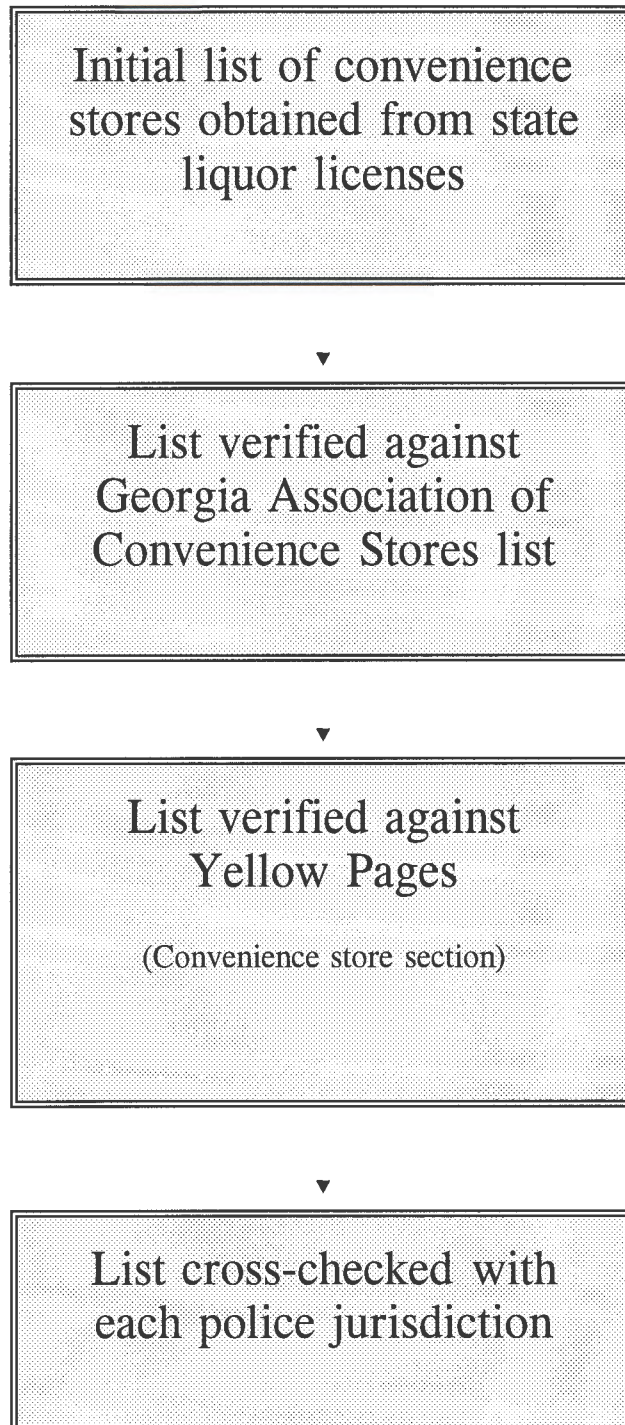 Initial list of convenience
stores obtained from state
liquor licenses
▼
List verified against
Georgia Association of
Convenience Stores list
▼
List verified against
Yellow Pages
(Convenience store section)
▼
List cross-checked with
each police jurisdiction